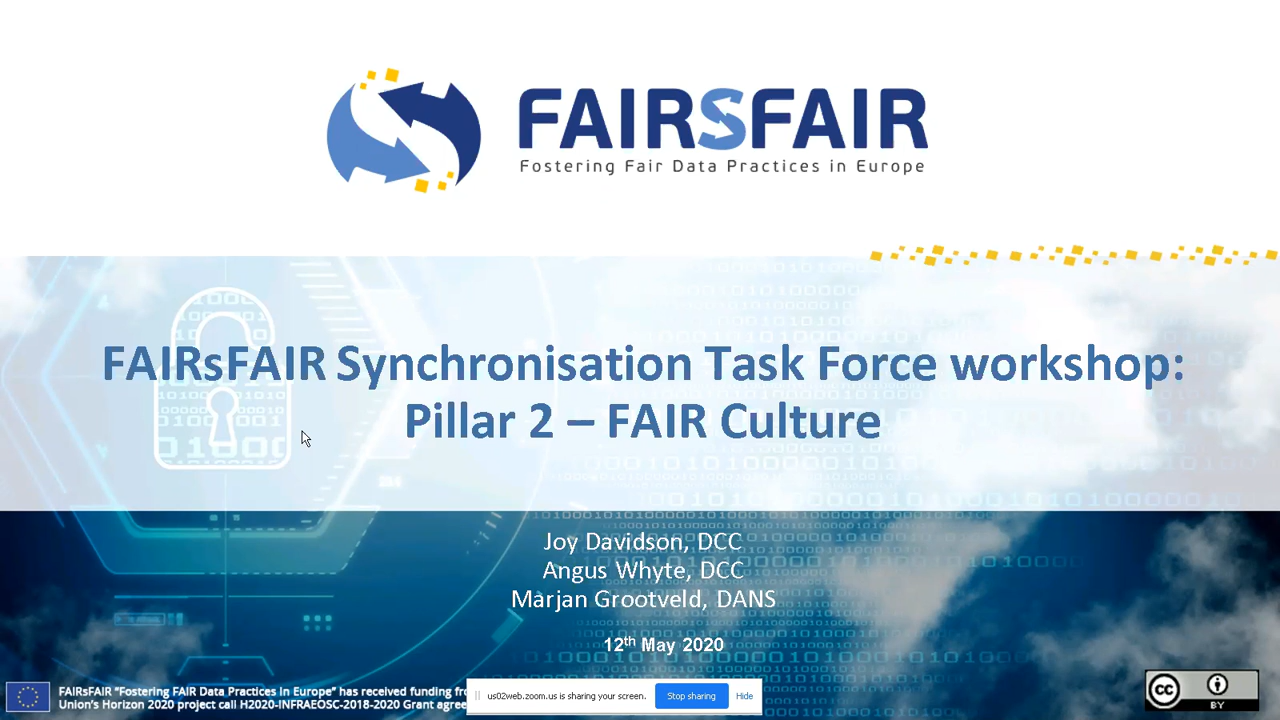 FAIRSFAIR
Fostering Fair Data Practices in Europe
FAIRsFAIR Synchronisation Task Force workshop:
Pillar 2 – FAIR Culture
Joy Davidson, DCC
Angus Whyte, DCC
Marjan Grootveld, DANS
12th May 2020
FAIRsFAIR "Fostering FAIR Data Practices In Europe" has received funding
Union's Horizon 2020 project call H2020-INFRAEOSC-2018-2020 Grant
us02web.zoom.us is sharing your screen.
Stop sharing
Hide
CC
BY